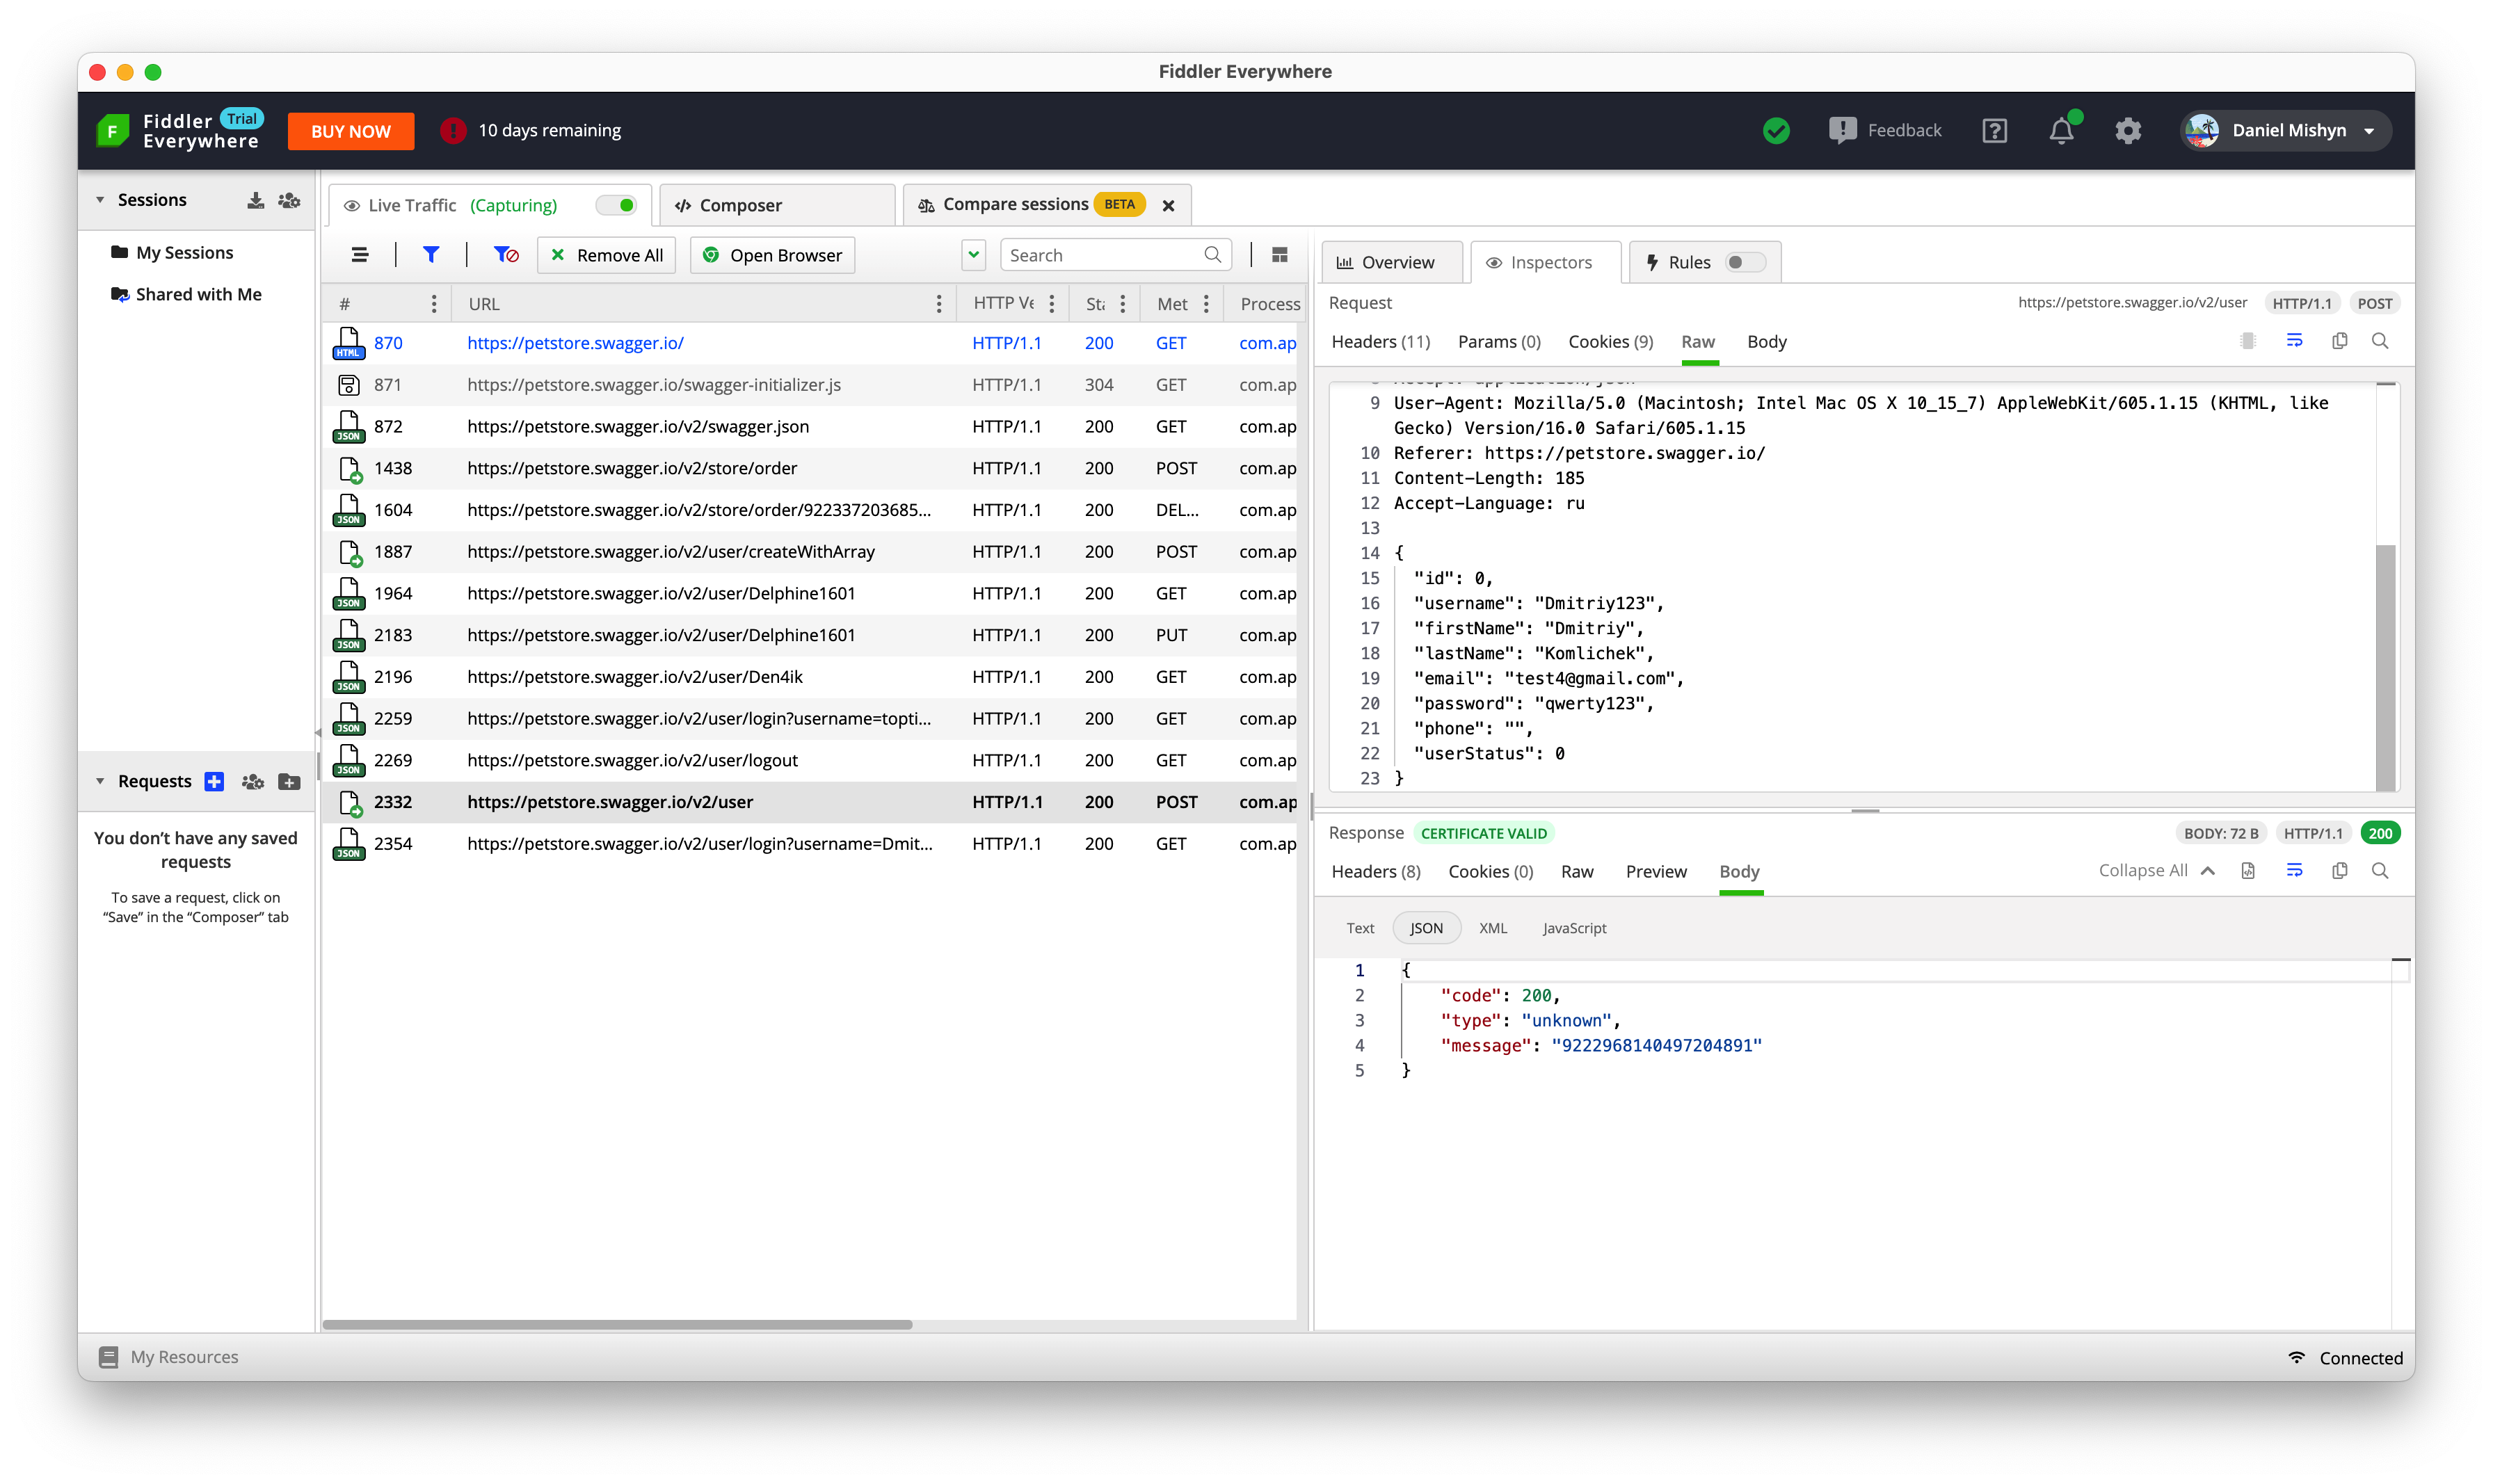 Fiddler Everywhere
Fiddler Trial
Everywhere
BUY NOW
10 days remaining
Feedback
Daniel Mishyn
Sessions
My Sessions
Shared with Me
Requests
You don’t have any saved
requests
To save a request, click on
“Save” in the “Composer” tab
Live Traffic (Capturing)
Composer
Compare sessions BETA
Remove All
Open Browser
Search
# URL HTTP Ve Sta Met Process
HTML 870 https://petstore.swagger.io/ HTTP/1.1 200 GET com.ap
871 https://petstore.swagger.io/swagger-initializer.js HTTP/1.1 304 GET com.ap
JSON 872 https://petstore.swagger.io/v2/swagger.json HTTP/1.1 200 GET com.ap
1438 https://petstore.swagger.io/v2/store/order HTTP/1.1 200 POST com.ap
JSON 1604 https://petstore.swagger.io/v2/store/order/922337203685... HTTP/1.1 200 DEL... com.ap
1887 https://petstore.swagger.io/v2/user/createWithArray HTTP/1.1 200 POST com.ap
JSON 1964 https://petstore.swagger.io/v2/user/Delphine1601 HTTP/1.1 200 GET com.ap
JSON 2183 https://petstore.swagger.io/v2/user/Delphine1601 HTTP/1.1 200 PUT com.ap
JSON 2196 https://petstore.swagger.io/v2/user/Den4ik HTTP/1.1 200 GET com.ap
JSON 2259 https://petstore.swagger.io/v2/user/login?username=topti... HTTP/1.1 200 GET com.ap
JSON 2269 https://petstore.swagger.io/v2/user/logout HTTP/1.1 200 GET com.ap
2332 https://petstore.swagger.io/v2/user HTTP/1.1 200 POST com.ap
JSON 2354 https://petstore.swagger.io/v2/user/login?username=Dmit... HTTP/1.1 200 GET com.ap
Overview
Inspectors
Rules
Request https://petstore.swagger.io/v2/user HTTP/1.1 POST
Headers (11) Params (0) Cookies (9) Raw Body
8 Accept: application/json
9 User-Agent: Mozilla/5.0 (Macintosh; Intel Mac OS X 10_15_7) AppleWebKit/605.1.15 (KHTML, like
Gecko) Version/16.0 Safari/605.1.15
10 Referer: https://petstore.swagger.io/
11 Content-Length: 185
12 Accept-Language: ru
13
14 {
15 "id": 0,
16 "username": "Dmitriy123",
17 "firstName": "Dmitriy",
18 "lastName": "Komlichek",
19 "email": "test4@gmail.com",
20 "password": "qwerty123",
21 "phone": "",
22 "userStatus": 0
23 }
Response CERTIFICATE VALID BODY: 72 B HTTP/1.1 200
Headers (8) Cookies (0) Raw Preview Body Collapse All
Text JSON XML JavaScript
1 {
2 "code": 200,
3 "type": "unknown",
4 "message": "9222968140497204891"
5 }
My Resources
Connected